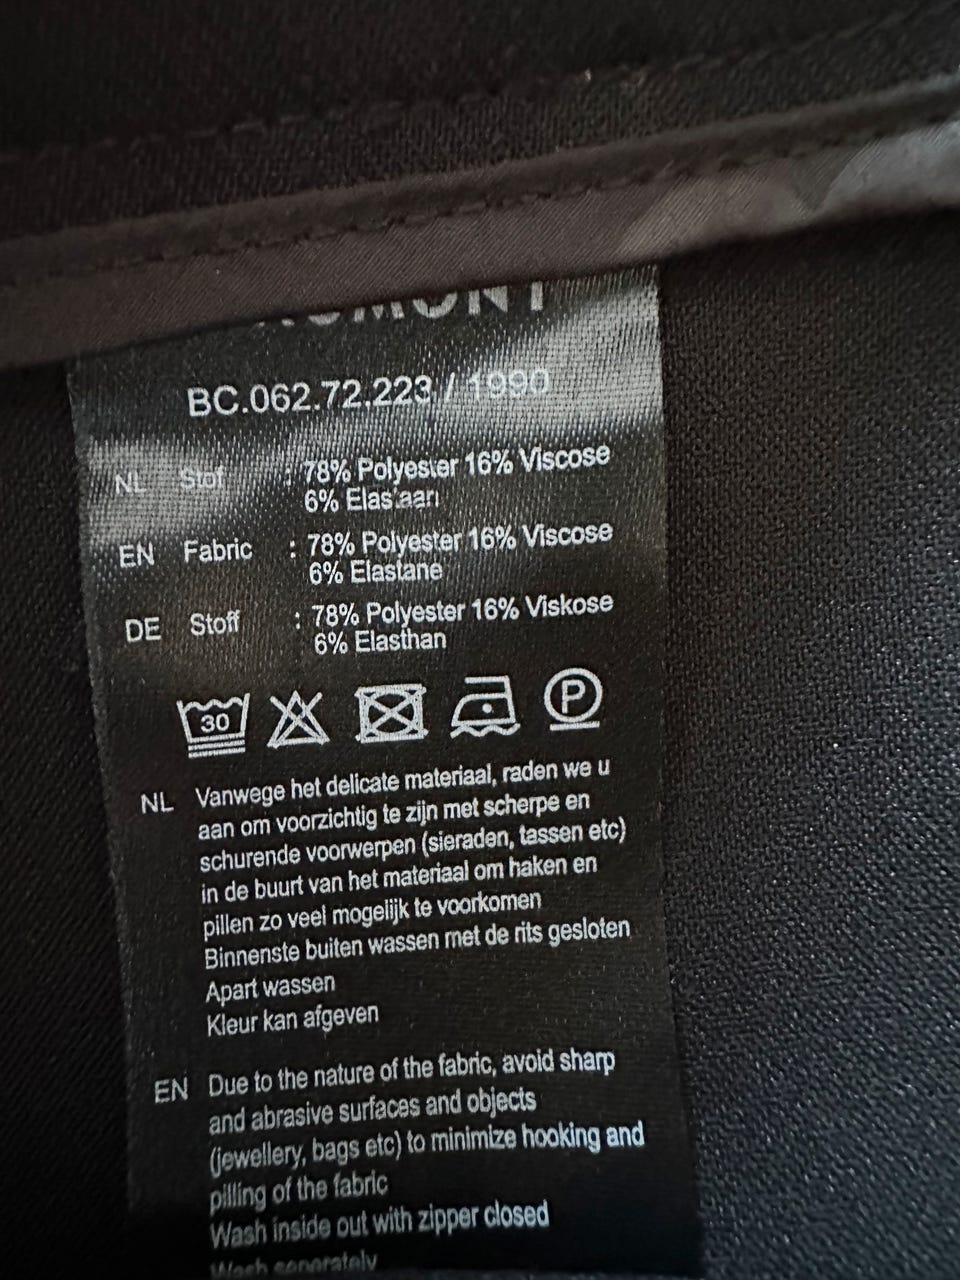 BC.062.72.223 / 1990
NL Stof : 78% Polyester 16% Viscose
6% Elastaan
EN Fabric : 78% Polyester 16% Viscose
6% Elastane
DE Stoff : 78% Polyester 16% Viskose
6% Elasthan
30 P
NL Vanwege het delicate materiaal, raden we u
aan om voorzichtig te zijn met scherpe en
schurende voorwerpen (sieraden, tassen etc)
in de buurt van het materiaal om haken en
pillen zo veel mogelijk te voorkomen
Binnenste buiten wassen met de rits gesloten
Apart wassen
Kleur kan afgeven
EN Due to the nature of the fabric, avoid sharp
and abrasive surfaces and objects
(jewellery, bags etc) to minimize hooking and
pilling of the fabric
Wash inside out with zipper closed
Wash separately